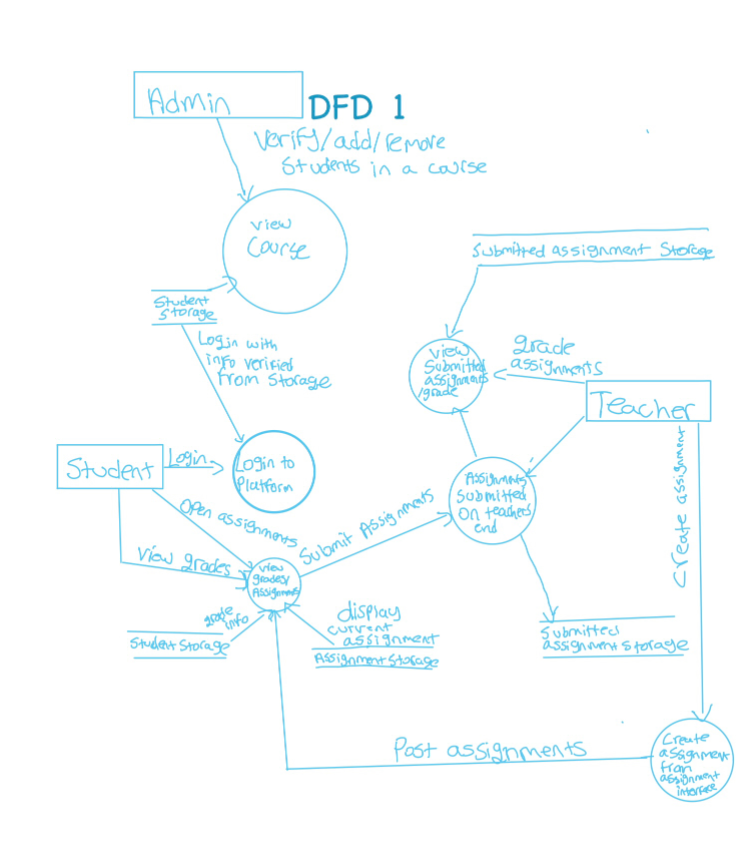 Admin
DFD 1
Verify/add/remove
Students in a course
view
Course
Submitted assignment Storage
Student
Storage
Login with
info verified
from Storage
view
Submitted
assignments
/grade
grade
assignments
Teacher
Create assignment
Student
Login
Login to
Platform
Assignments
Submitted
on teachers
end
Open assignments
View grades
Submit Assignments
view
grades/
Assignments
grade
info
Student Storage
display
current
assignment
Assignment Storage
Submitted
assignment storage
Post assignments
Create
assignment
from
assignment
interface